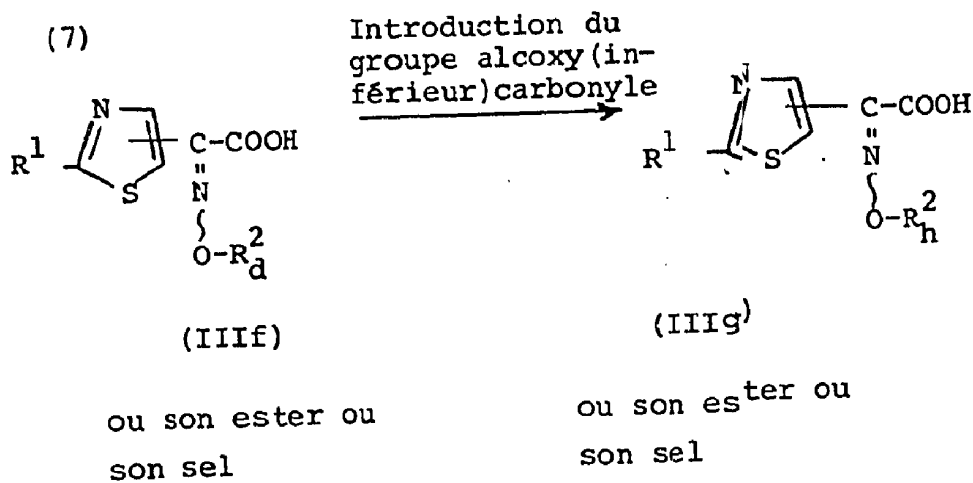 (7)
Introduction du
groupe alcoxy(in-
férieur)carbonyle
N
R¹
S
C-COOH
N
O-R²d
N
R¹
S
C-COOH
N
O-R²h
(IIIf)
(IIIg)
ou son ester ou
son sel
ou son ester ou
son sel